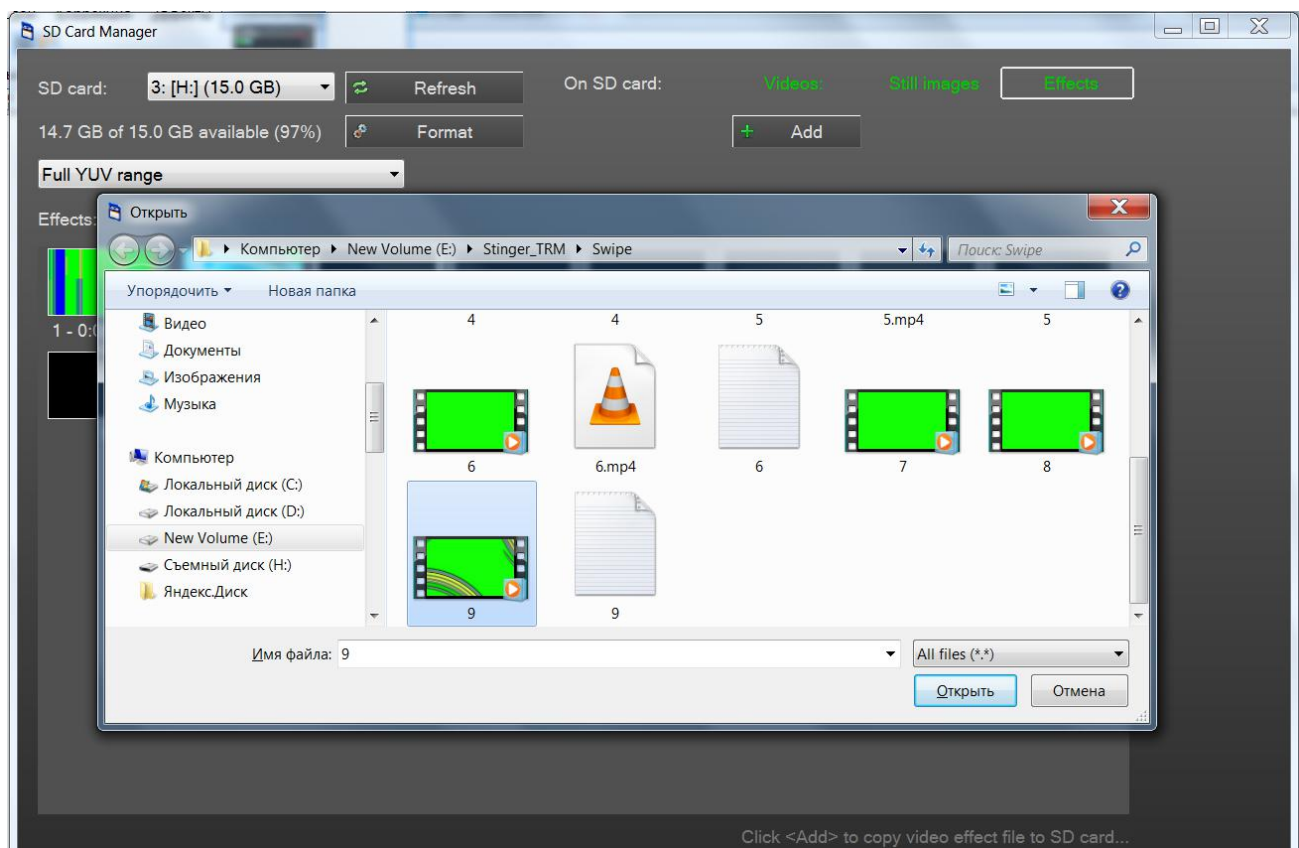 SD Card Manager
SD card: 3: [H:] (15.0 GB) Refresh On SD card: Videos: Still images Effects
14.7 GB of 15.0 GB available (97%) Format + Add
Full YUV range
Effects:
Открыть
Компьютер New Volume (E:) Stinger_TRM Swipe Поиск: Swipe
Упорядочить Новая папка
1 - 0:0
Видео
Документы
Изображения
Музыка
Компьютер
Локальный диск (C:)
Локальный диск (D:)
New Volume (E:)
Съемный диск (H:)
Яндекс.Диск
4 4 5 5.mp4 5
6 6.mp4 6 7 8
9 9
Имя файла: 9 All files (*.*)
Открыть Отмена
Click <Add> to copy video effect file to SD card...